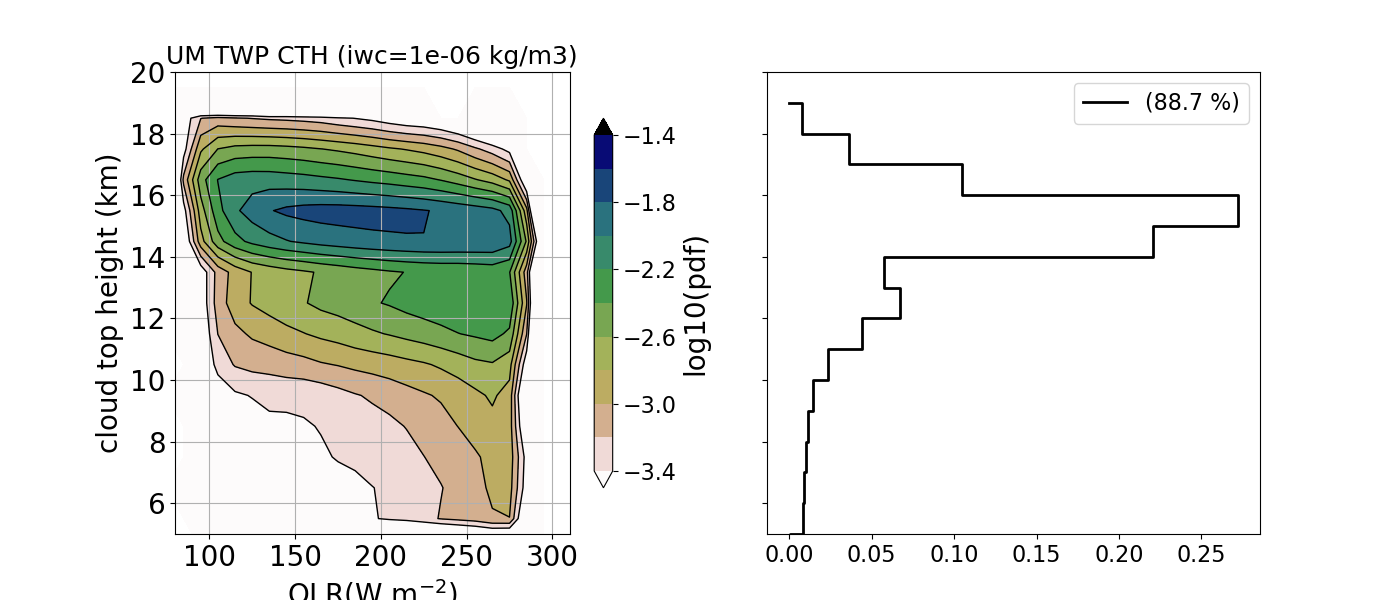 UM TWP CTH (iwc=1e-06 kg/m3)
cloud top height (km)
20
18
16
14
12
10
8
6
100 150 200 250 300
OLR(W m⁻²)
−1.4
−1.8
−2.2
−2.6
−3.0
−3.4
log10(pdf)
(88.7 %)
0.00 0.05 0.10 0.15 0.20 0.25